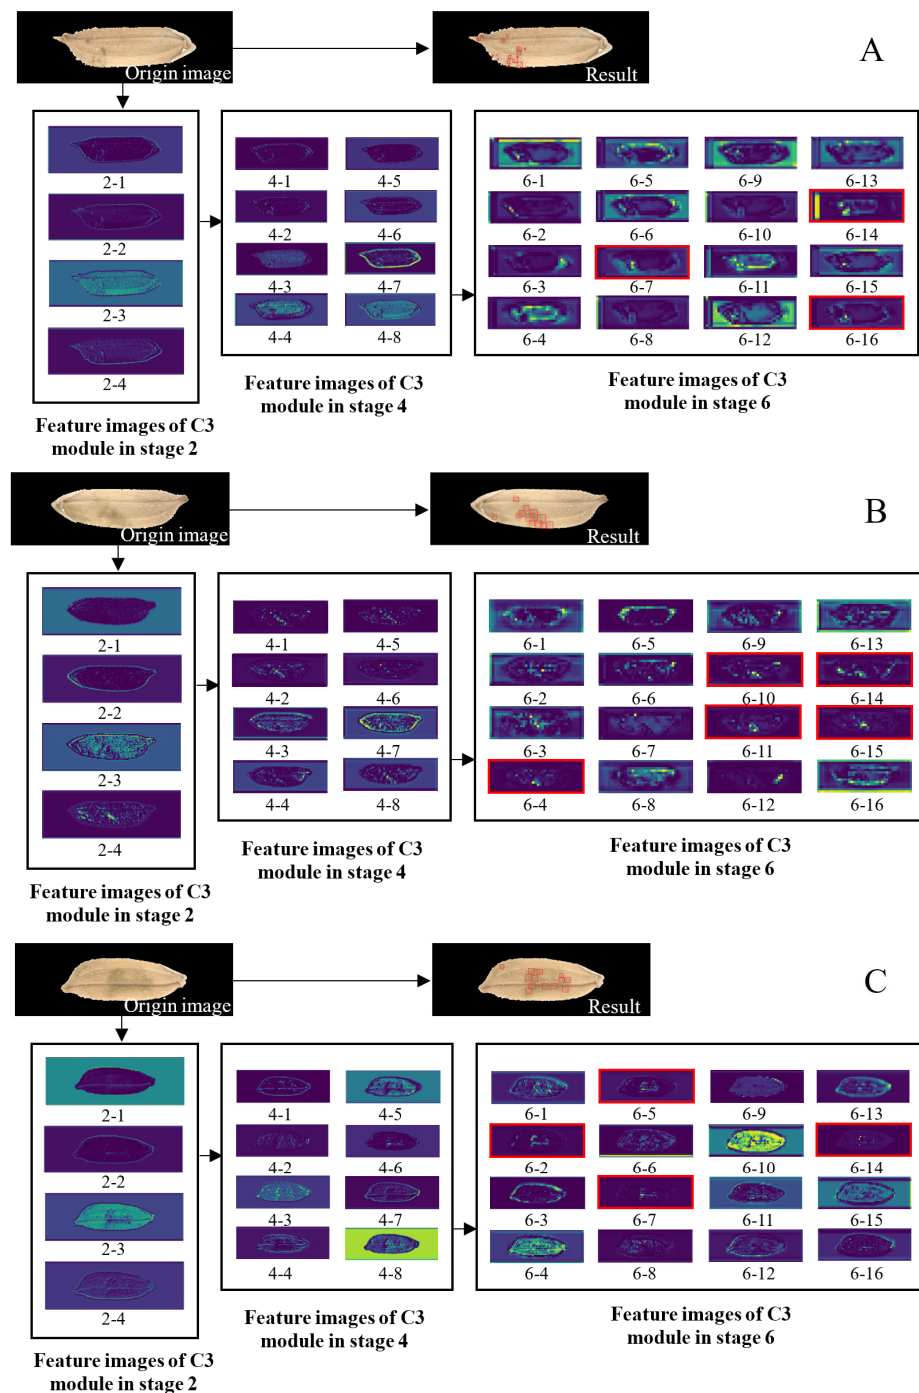 A
Origin image
Result
2-1
2-2
2-3
2-4
4-1 4-5
4-2 4-6
4-3 4-7
4-4 4-8
6-1 6-5 6-9 6-13
6-2 6-6 6-10 6-14
6-3 6-7 6-11 6-15
6-4 6-8 6-12 6-16
Feature images of C3
module in stage 2
Feature images of C3
module in stage 4
Feature images of C3
module in stage 6
B
Origin image
Result
2-1
2-2
2-3
2-4
4-1 4-5
4-2 4-6
4-3 4-7
4-4 4-8
6-1 6-5 6-9 6-13
6-2 6-6 6-10 6-14
6-3 6-7 6-11 6-15
6-4 6-8 6-12 6-16
Feature images of C3
module in stage 2
Feature images of C3
module in stage 4
Feature images of C3
module in stage 6
C
Origin image
Result
2-1
2-2
2-3
2-4
4-1 4-5
4-2 4-6
4-3 4-7
4-4 4-8
6-1 6-5 6-9 6-13
6-2 6-6 6-10 6-14
6-3 6-7 6-11 6-15
6-4 6-8 6-12 6-16
Feature images of C3
module in stage 2
Feature images of C3
module in stage 4
Feature images of C3
module in stage 6